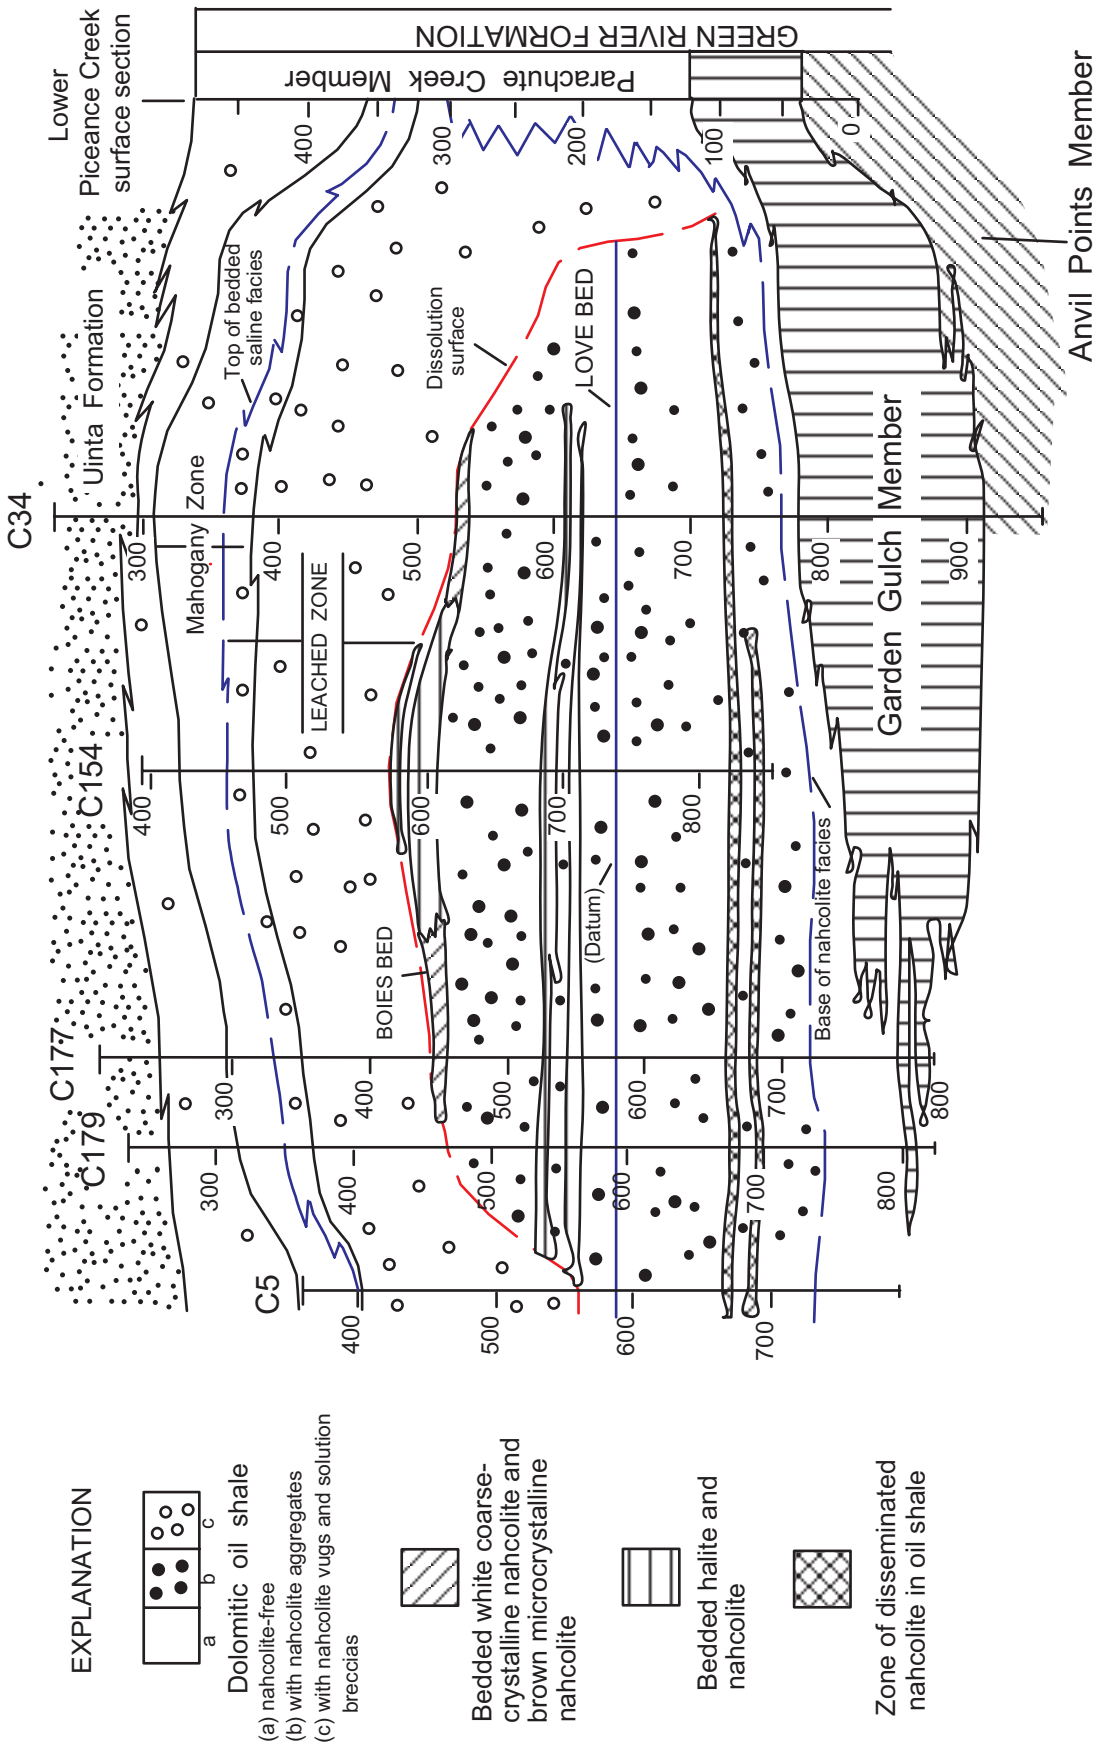 C5
C179
C177
C154
C34
Lower
Piceance Creek
surface section
Uinta Formation
Mahogany Zone
Top of bedded
saline facies
LEACHED ZONE
Dissolution
surface
BOIES BED
LOVE BED
(Datum)
Base of nahcolite facies
Garden Gulch Member
Anvil Points Member
Parachute Creek Member
GREEN RIVER FORMATION
400
500
600
700
300
400
500
600
700
800
300
400
500
600
700
800
400
500
600
700
800
300
400
500
600
700
800
900
400
300
200
100
0
EXPLANATION
a
b
c
Dolomitic oil shale
(a) nahcolite-free
(b) with nahcolite aggregates
(c) with nahcolite vugs and solution
breccias
Bedded white coarse-
crystalline nahcolite and
brown microcrystalline
nahcolite
Bedded halite and
nahcolite
Zone of disseminated
nahcolite in oil shale